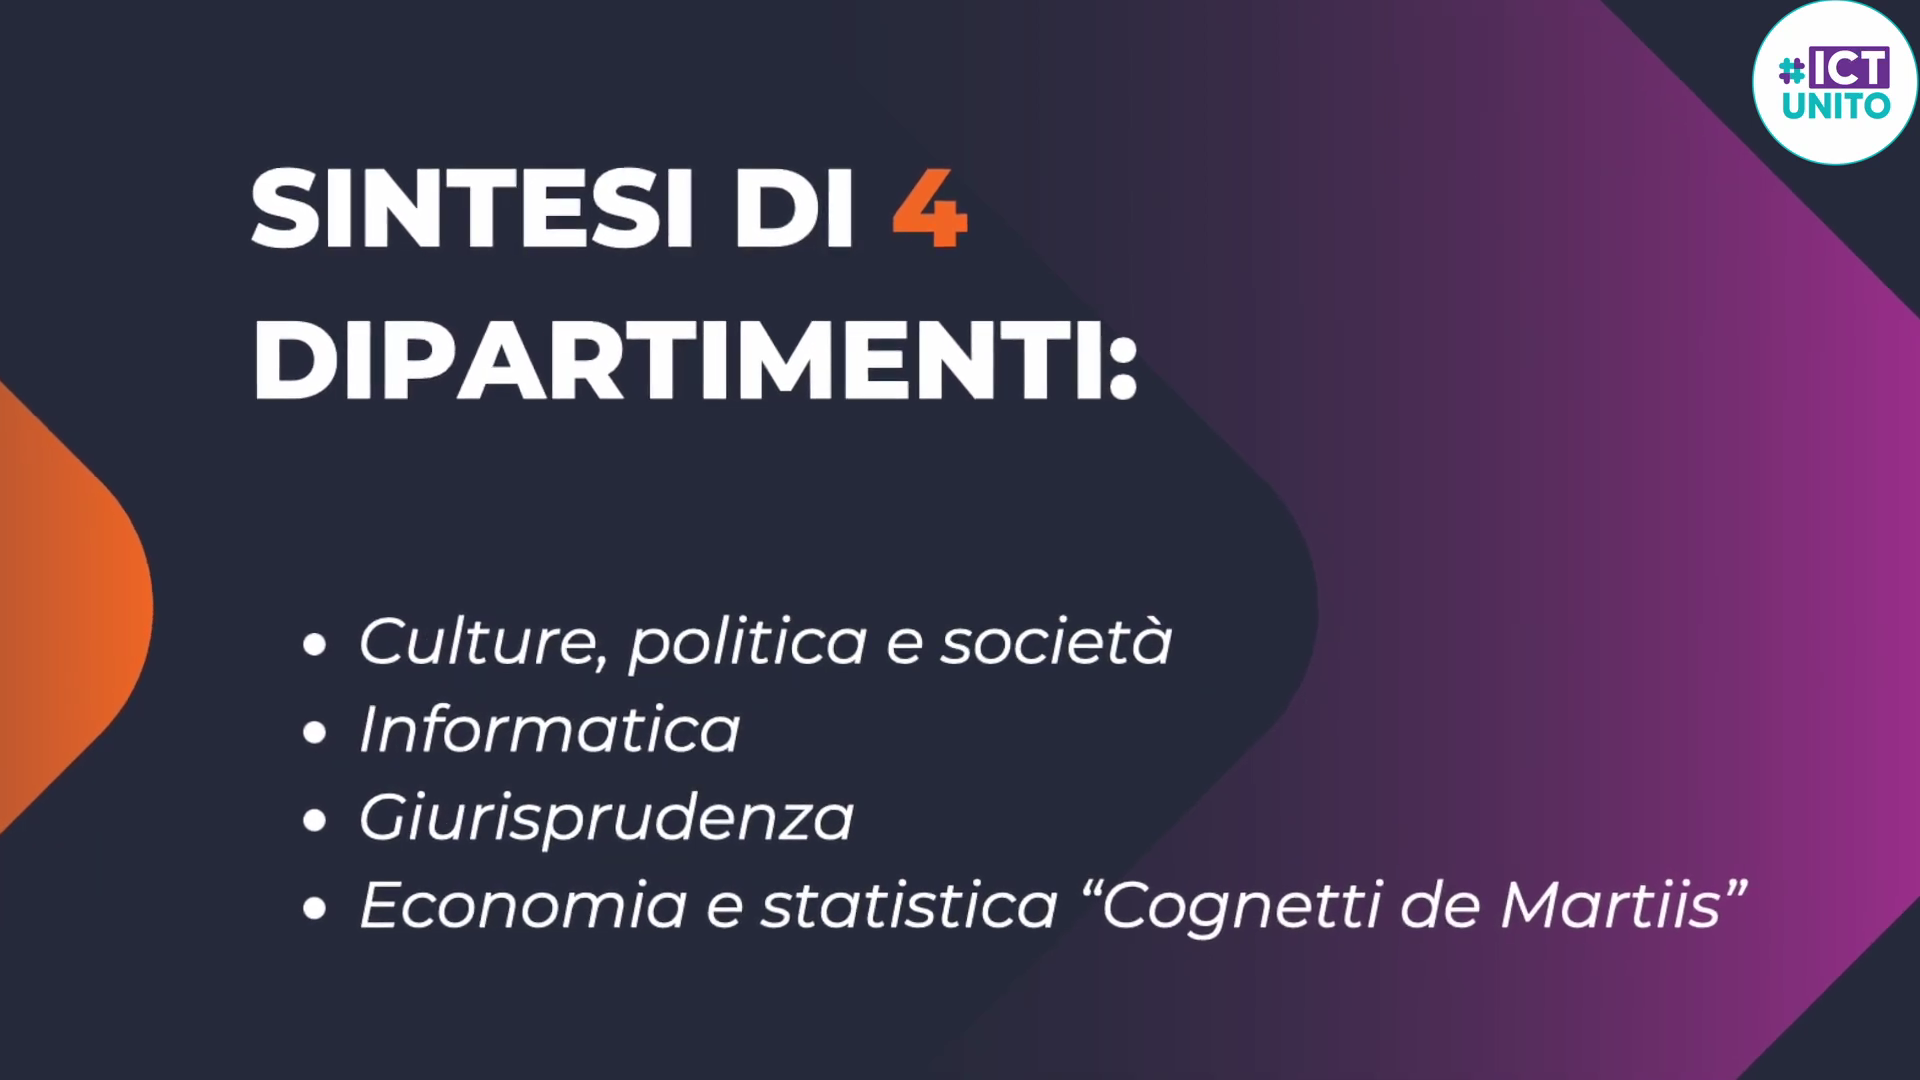 #ICT
UNITO
SINTESI DI 4
DIPARTIMENTI:
• Culture, politica e società
• Informatica
• Giurisprudenza
• Economia e statistica “Cognetti de Martiis”